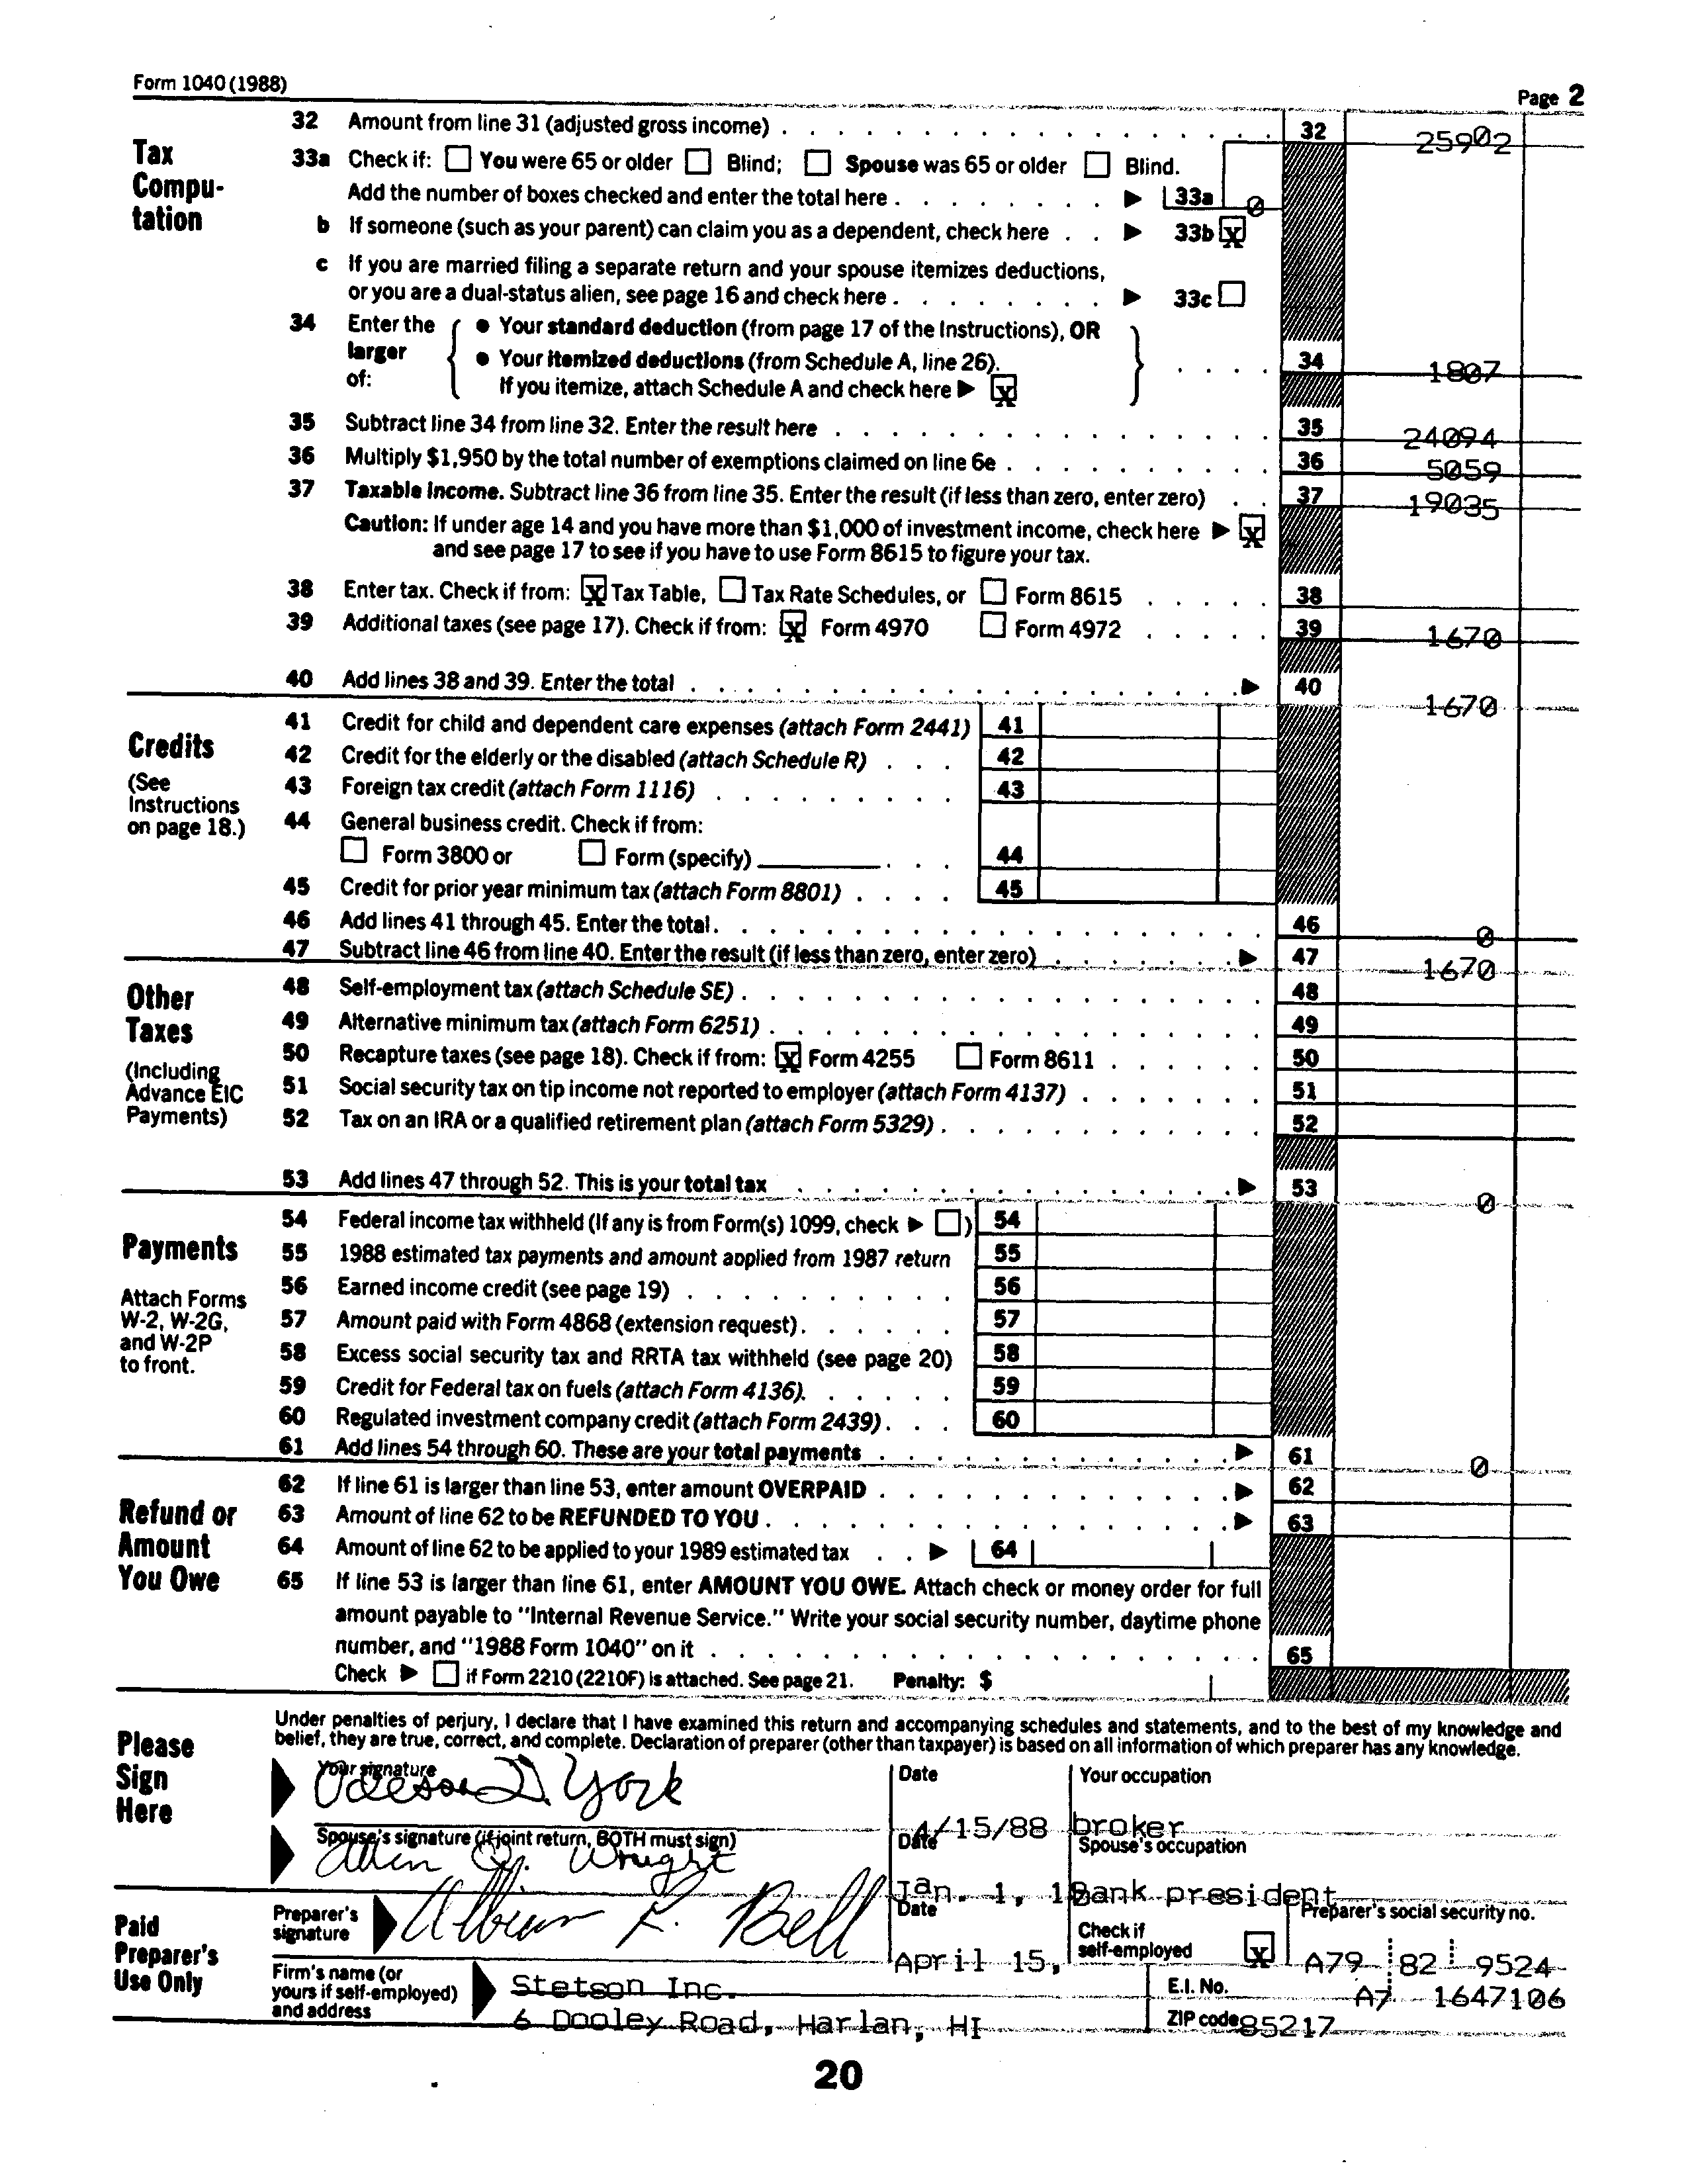 Form 1040 (1988)
Page 2
Tax Compu-tation
32 Amount from line 31 (adjusted gross income) . . . . 32 25902
33a Check if: ☐ You were 65 or older ☐ Blind; ☐ Spouse was 65 or older ☐ Blind.
Add the number of boxes checked and enter the total here . . . . ▶ 33a 0
b If someone (such as your parent) can claim you as a dependent, check here . . ▶ 33b X
c If you are married filing a separate return and your spouse itemizes deductions,
or you are a dual-status alien, see page 16 and check here . . . . ▶ 33c ☐
34 Enter the larger of:
• Your standard deduction (from page 17 of the Instructions), OR
• Your itemized deductions (from Schedule A, line 26). 34 1807
If you itemize, attach Schedule A and check here ▶ X
35 Subtract line 34 from line 32. Enter the result here . . . . 35 24094
36 Multiply $1,950 by the total number of exemptions claimed on line 6e . . . . 36 5059
37 Taxable income. Subtract line 36 from line 35. Enter the result (if less than zero, enter zero) . . 37 19035
Caution: If under age 14 and you have more than $1,000 of investment income, check here ▶ X
and see page 17 to see if you have to use Form 8615 to figure your tax.
38 Enter tax. Check if from: X Tax Table, ☐ Tax Rate Schedules, or ☐ Form 8615 . . . . 38
39 Additional taxes (see page 17). Check if from: X Form 4970 ☐ Form 4972 . . . . 39 1670
40 Add lines 38 and 39. Enter the total . . . . ▶ 40 1670
Credits
(See Instructions on page 18.)
41 Credit for child and dependent care expenses (attach Form 2441) 41
42 Credit for the elderly or the disabled (attach Schedule R) . . . 42
43 Foreign tax credit (attach Form 1116) . . . . 43
44 General business credit. Check if from:
☐ Form 3800 or ☐ Form (specify) . . . 44
45 Credit for prior year minimum tax (attach Form 8801) . . . . 45
46 Add lines 41 through 45. Enter the total . . . . 46 0
47 Subtract line 46 from line 40. Enter the result (if less than zero, enter zero) . . . . ▶ 47 1670
Other Taxes
(Including Advance EIC Payments)
48 Self-employment tax (attach Schedule SE) . . . . 48
49 Alternative minimum tax (attach Form 6251) . . . . 49
50 Recapture taxes (see page 18). Check if from: X Form 4255 ☐ Form 8611 . . . . 50
51 Social security tax on tip income not reported to employer (attach Form 4137) . . . . 51
52 Tax on an IRA or a qualified retirement plan (attach Form 5329) . . . . 52
53 Add lines 47 through 52. This is your total tax . . . . ▶ 53 0
Payments
Attach Forms W-2, W-2G, and W-2P to front.
54 Federal income tax withheld (If any is from Form(s) 1099, check ▶ ☐) 54
55 1988 estimated tax payments and amount applied from 1987 return 55
56 Earned income credit (see page 19) . . . . 56
57 Amount paid with Form 4868 (extension request) . . . . 57
58 Excess social security tax and RRTA tax withheld (see page 20) 58
59 Credit for Federal tax on fuels (attach Form 4136). . . . . 59
60 Regulated investment company credit (attach Form 2439) . . . 60
61 Add lines 54 through 60. These are your total payments . . . . ▶ 61 0
Refund or Amount You Owe
62 If line 61 is larger than line 53, enter amount OVERPAID . . . . ▶ 62
63 Amount of line 62 to be REFUNDED TO YOU . . . . ▶ 63
64 Amount of line 62 to be applied to your 1989 estimated tax . . ▶ 64
65 If line 53 is larger than line 61, enter AMOUNT YOU OWE. Attach check or money order for full
amount payable to "Internal Revenue Service." Write your social security number, daytime phone
number, and "1988 Form 1040" on it . . . . 65
Check ▶ ☐ if Form 2210 (2210F) is attached. See page 21. Penalty: $
Please Sign Here
Under penalties of perjury, I declare that I have examined this return and accompanying schedules and statements, and to the best of my knowledge and
belief, they are true, correct, and complete. Declaration of preparer (other than taxpayer) is based on all information of which preparer has any knowledge.
Your signature Date Your occupation
D. York 4/15/88 broker
Spouse's signature (if joint return, BOTH must sign) Date Spouse's occupation
Wright Jan. 1, 1 Bank president
Paid Preparer's Use Only
Preparer's signature Date Check if self-employed X Preparer's social security no.
Bell April 15, A79 82 9524
Firm's name (or yours if self-employed) and address
Stetson Inc. E.I. No. A7 1647106
6 Dooley Road, Harlan, HI ZIP code 85217
20